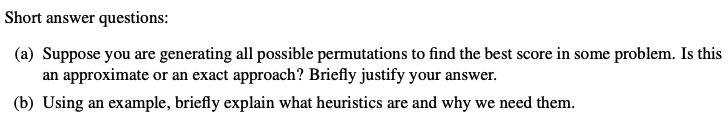 Short answer questions:
(a) Suppose you are generating all possible permutations to find the best score in some problem. Is this
an approximate or an exact approach? Briefly justify your answer.
(b) Using an example, briefly explain what heuristics are and why we need them.